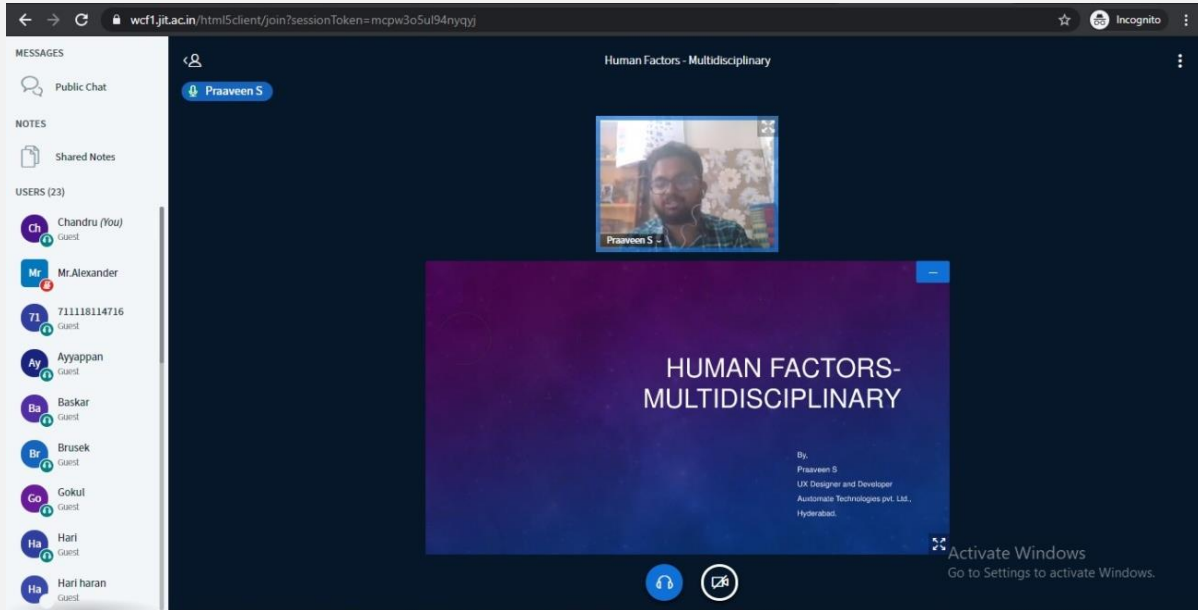 wcf1.jit.ac.in/html5client/join?sessionToken=mcpw3o5ul94nyqyj
Incognito
MESSAGES
Public Chat
NOTES
Shared Notes
USERS (23)
Ch
Chandru (You)
Guest
Mr
Mr.Alexander
71
711118114716
Guest
Ay
Ayyappan
Guest
Ba
Baskar
Guest
Br
Brusek
Guest
Go
Gokul
Guest
Ha
Hari
Guest
Ha
Hari haran
Guest
Human Factors - Multidisciplinary
Praaveen S
Praaveen S
HUMAN FACTORS-
MULTIDISCIPLINARY
By,
Praaveen S
UX Designer and Developer
Auxtomate Technologies pvt. Ltd.,
Hyderabad.
Activate Windows
Go to Settings to activate Windows.